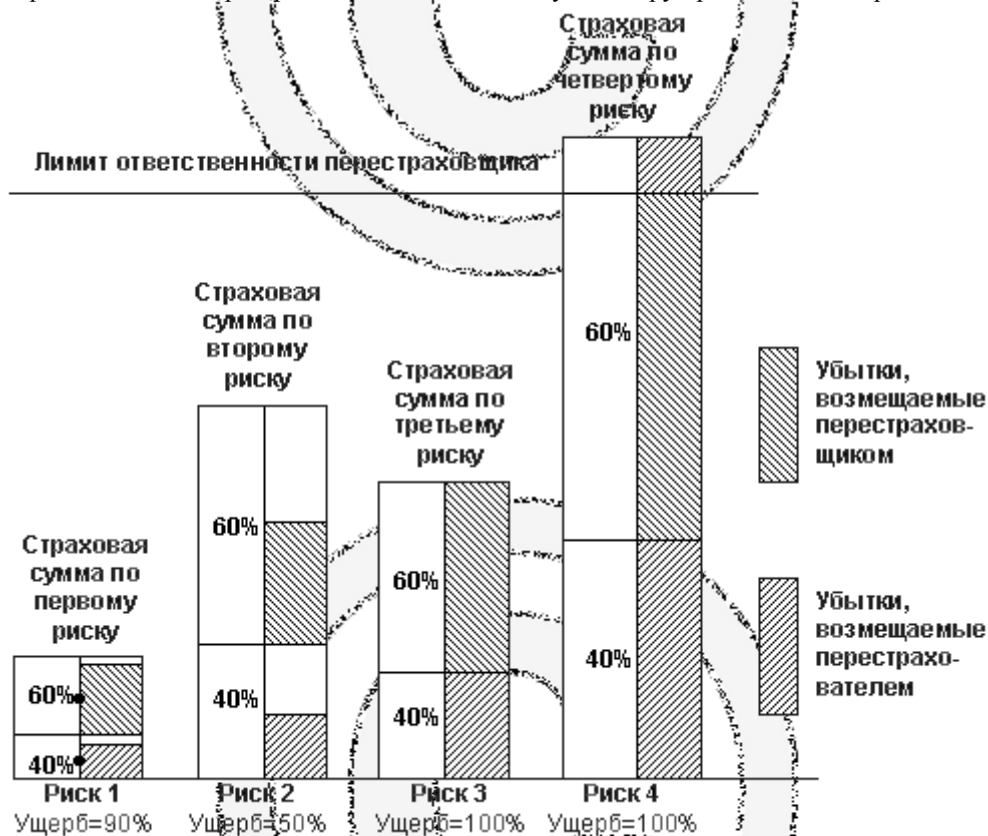 Страховая
сумма по
четвертому
риску
Лимит ответственности перестраховщика
Страховая
сумма по
второму
риску
60%
Страховая
сумма по
третьему
риску
Убытки,
возмещаемые
перестрахов-
щиком
60%
Страховая
сумма по
первому
риску
60%
40%
Убытки,
возмещаемые
перестрахо-
вателем
60%
40%
40%
40%
Риск 1
Риск 2
Риск 3
Риск 4
Ущерб=90%
Ущерб=50%
Ущерб=100%
Ущерб=100%